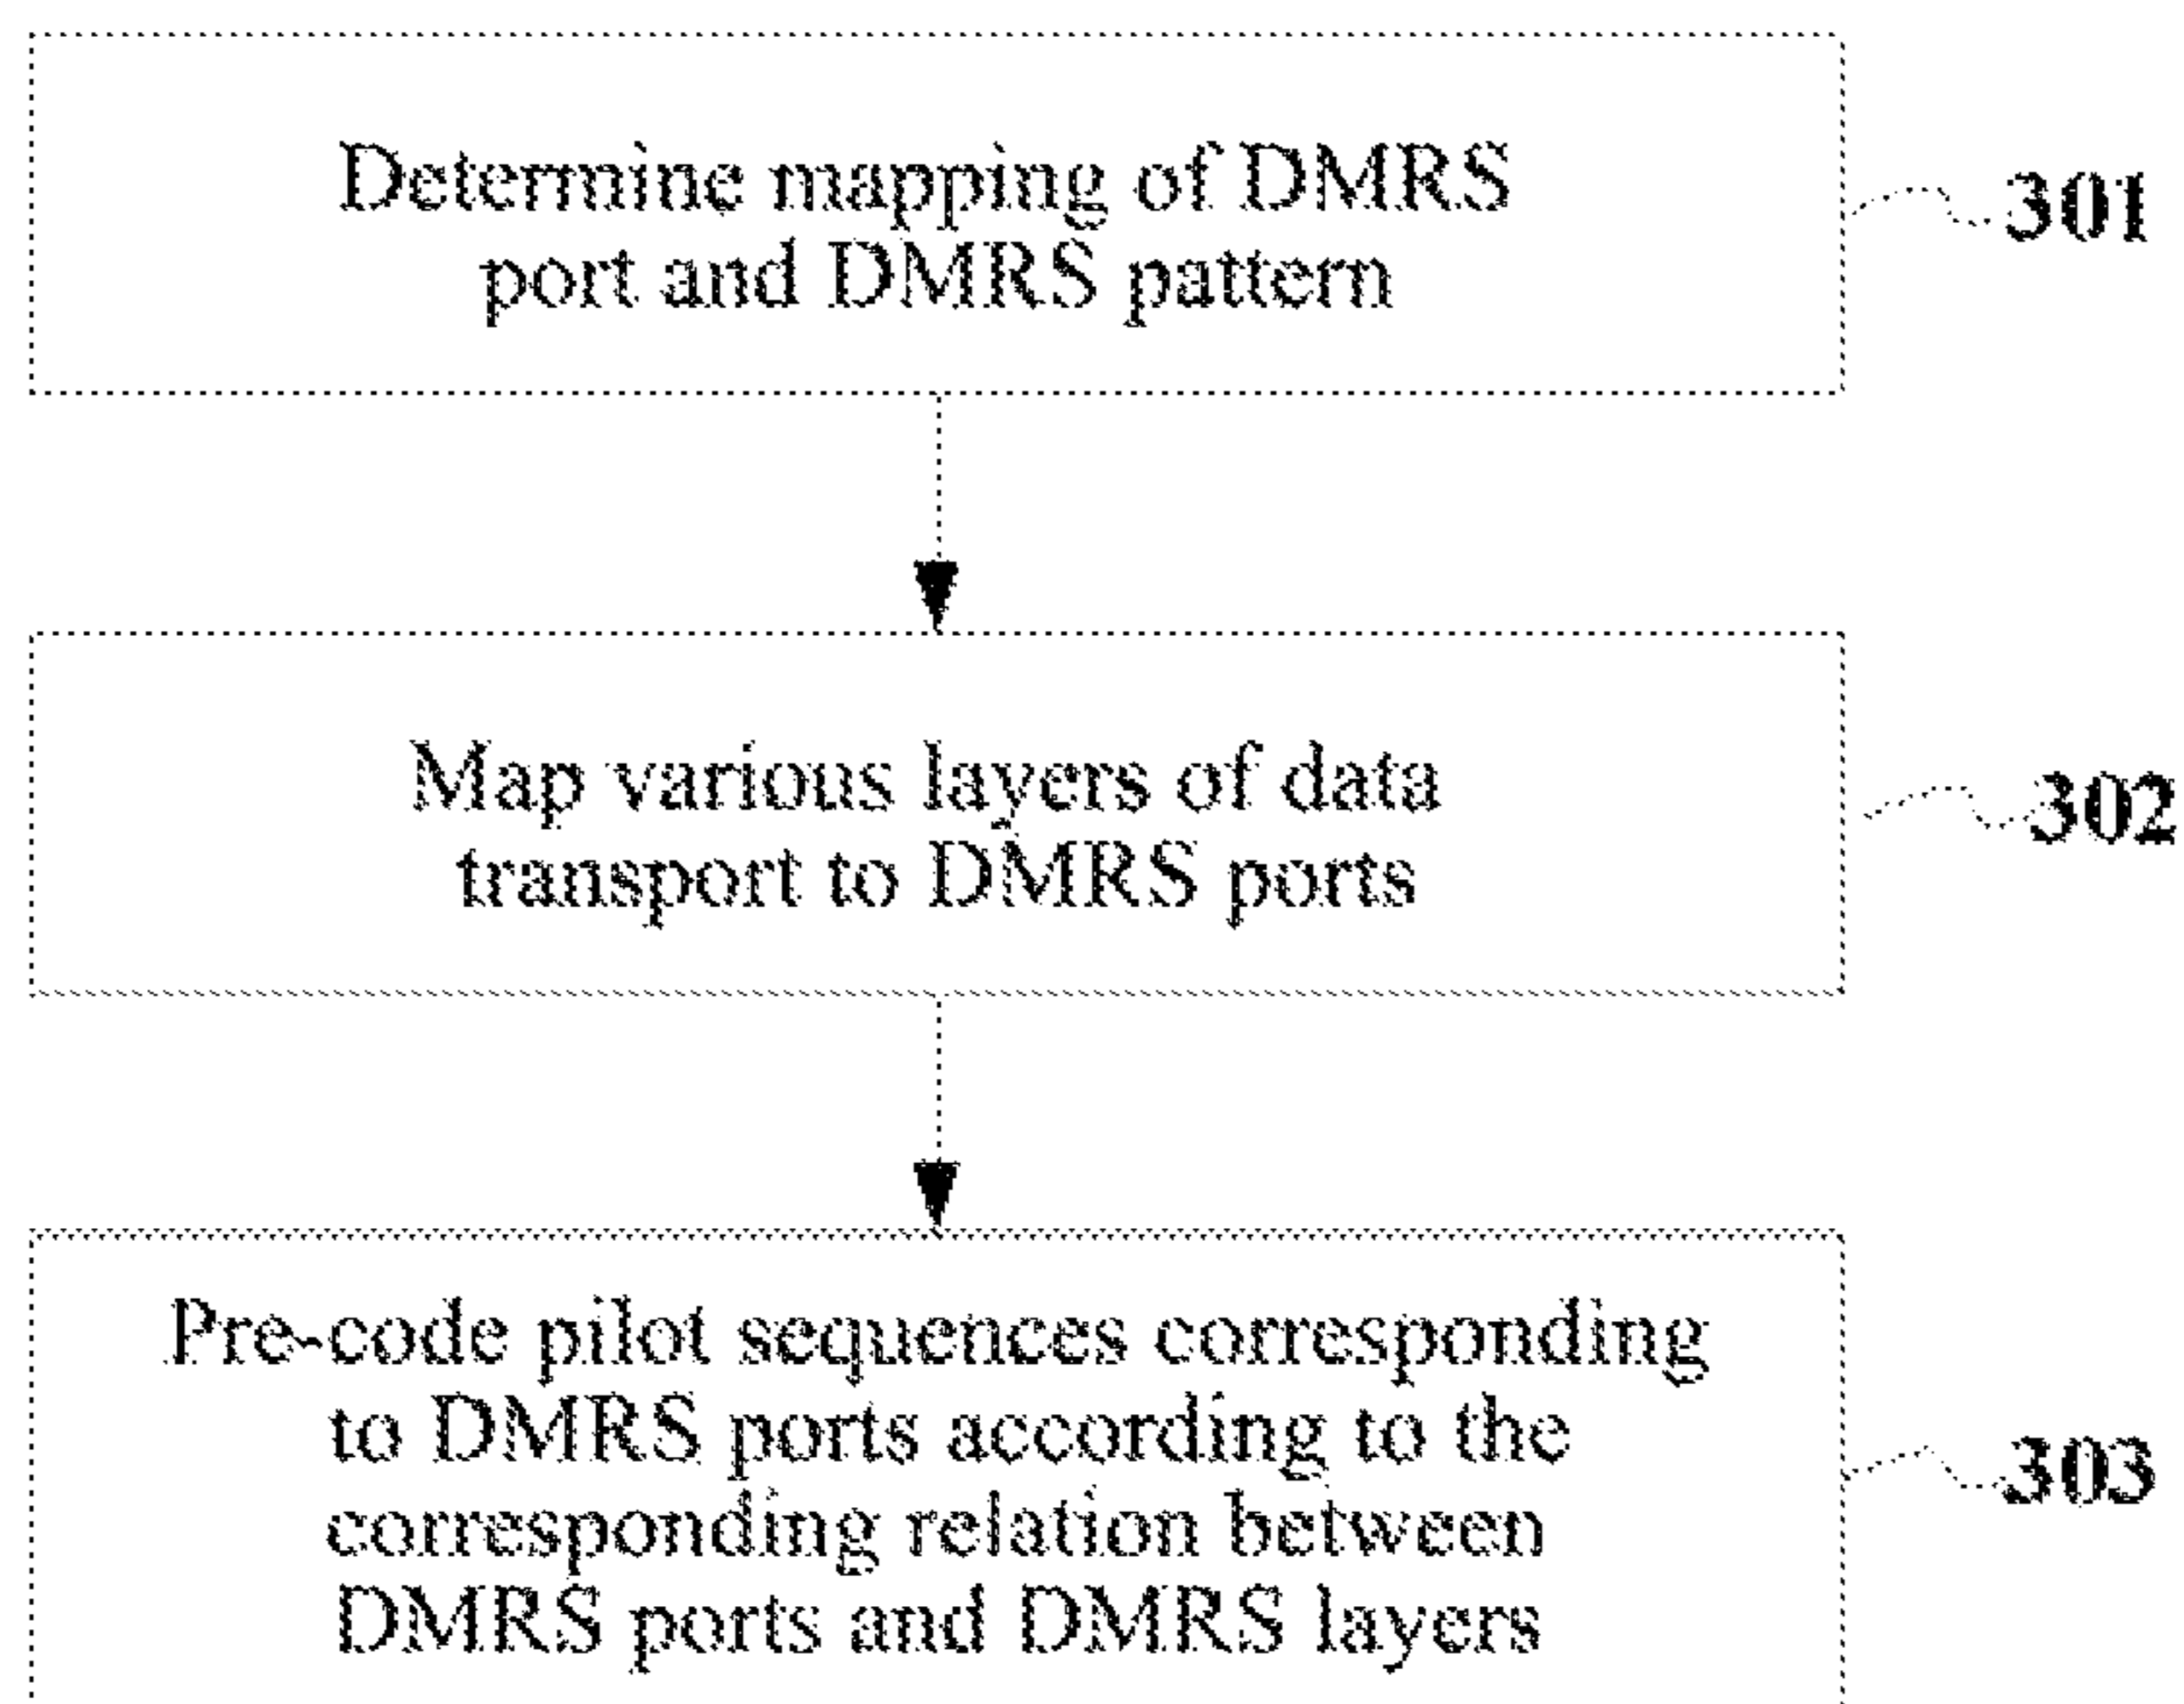 Determine mapping of DMRS
port and DMRS pattern
301
Map various layers of data
transport to DMRS ports
302
Pre-code pilot sequences corresponding
to DMRS ports according to the
corresponding relation between
DMRS ports and DMRS layers
303